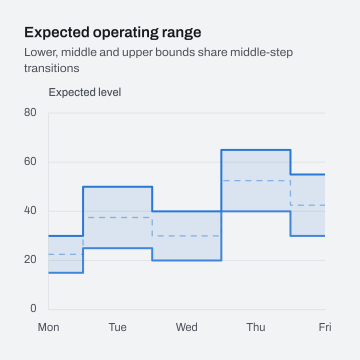 Expected operating range
Lower, middle and upper bounds share middle-step
transitions
Expected level
80
60
40
20
0
Mon Tue Wed Thu Fri